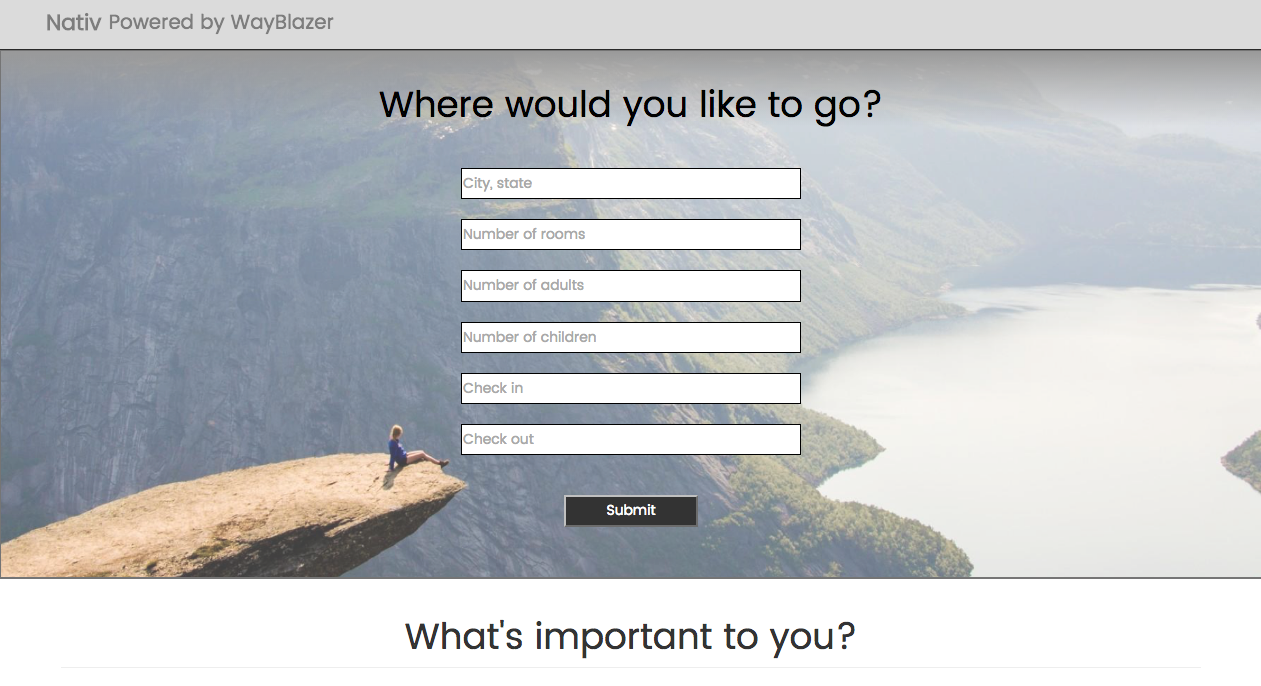 Nativ Powered by WayBlazer
Where would you like to go?
City, state
Number of rooms
Number of adults
Number of children
Check in
Check out
Submit
What's important to you?